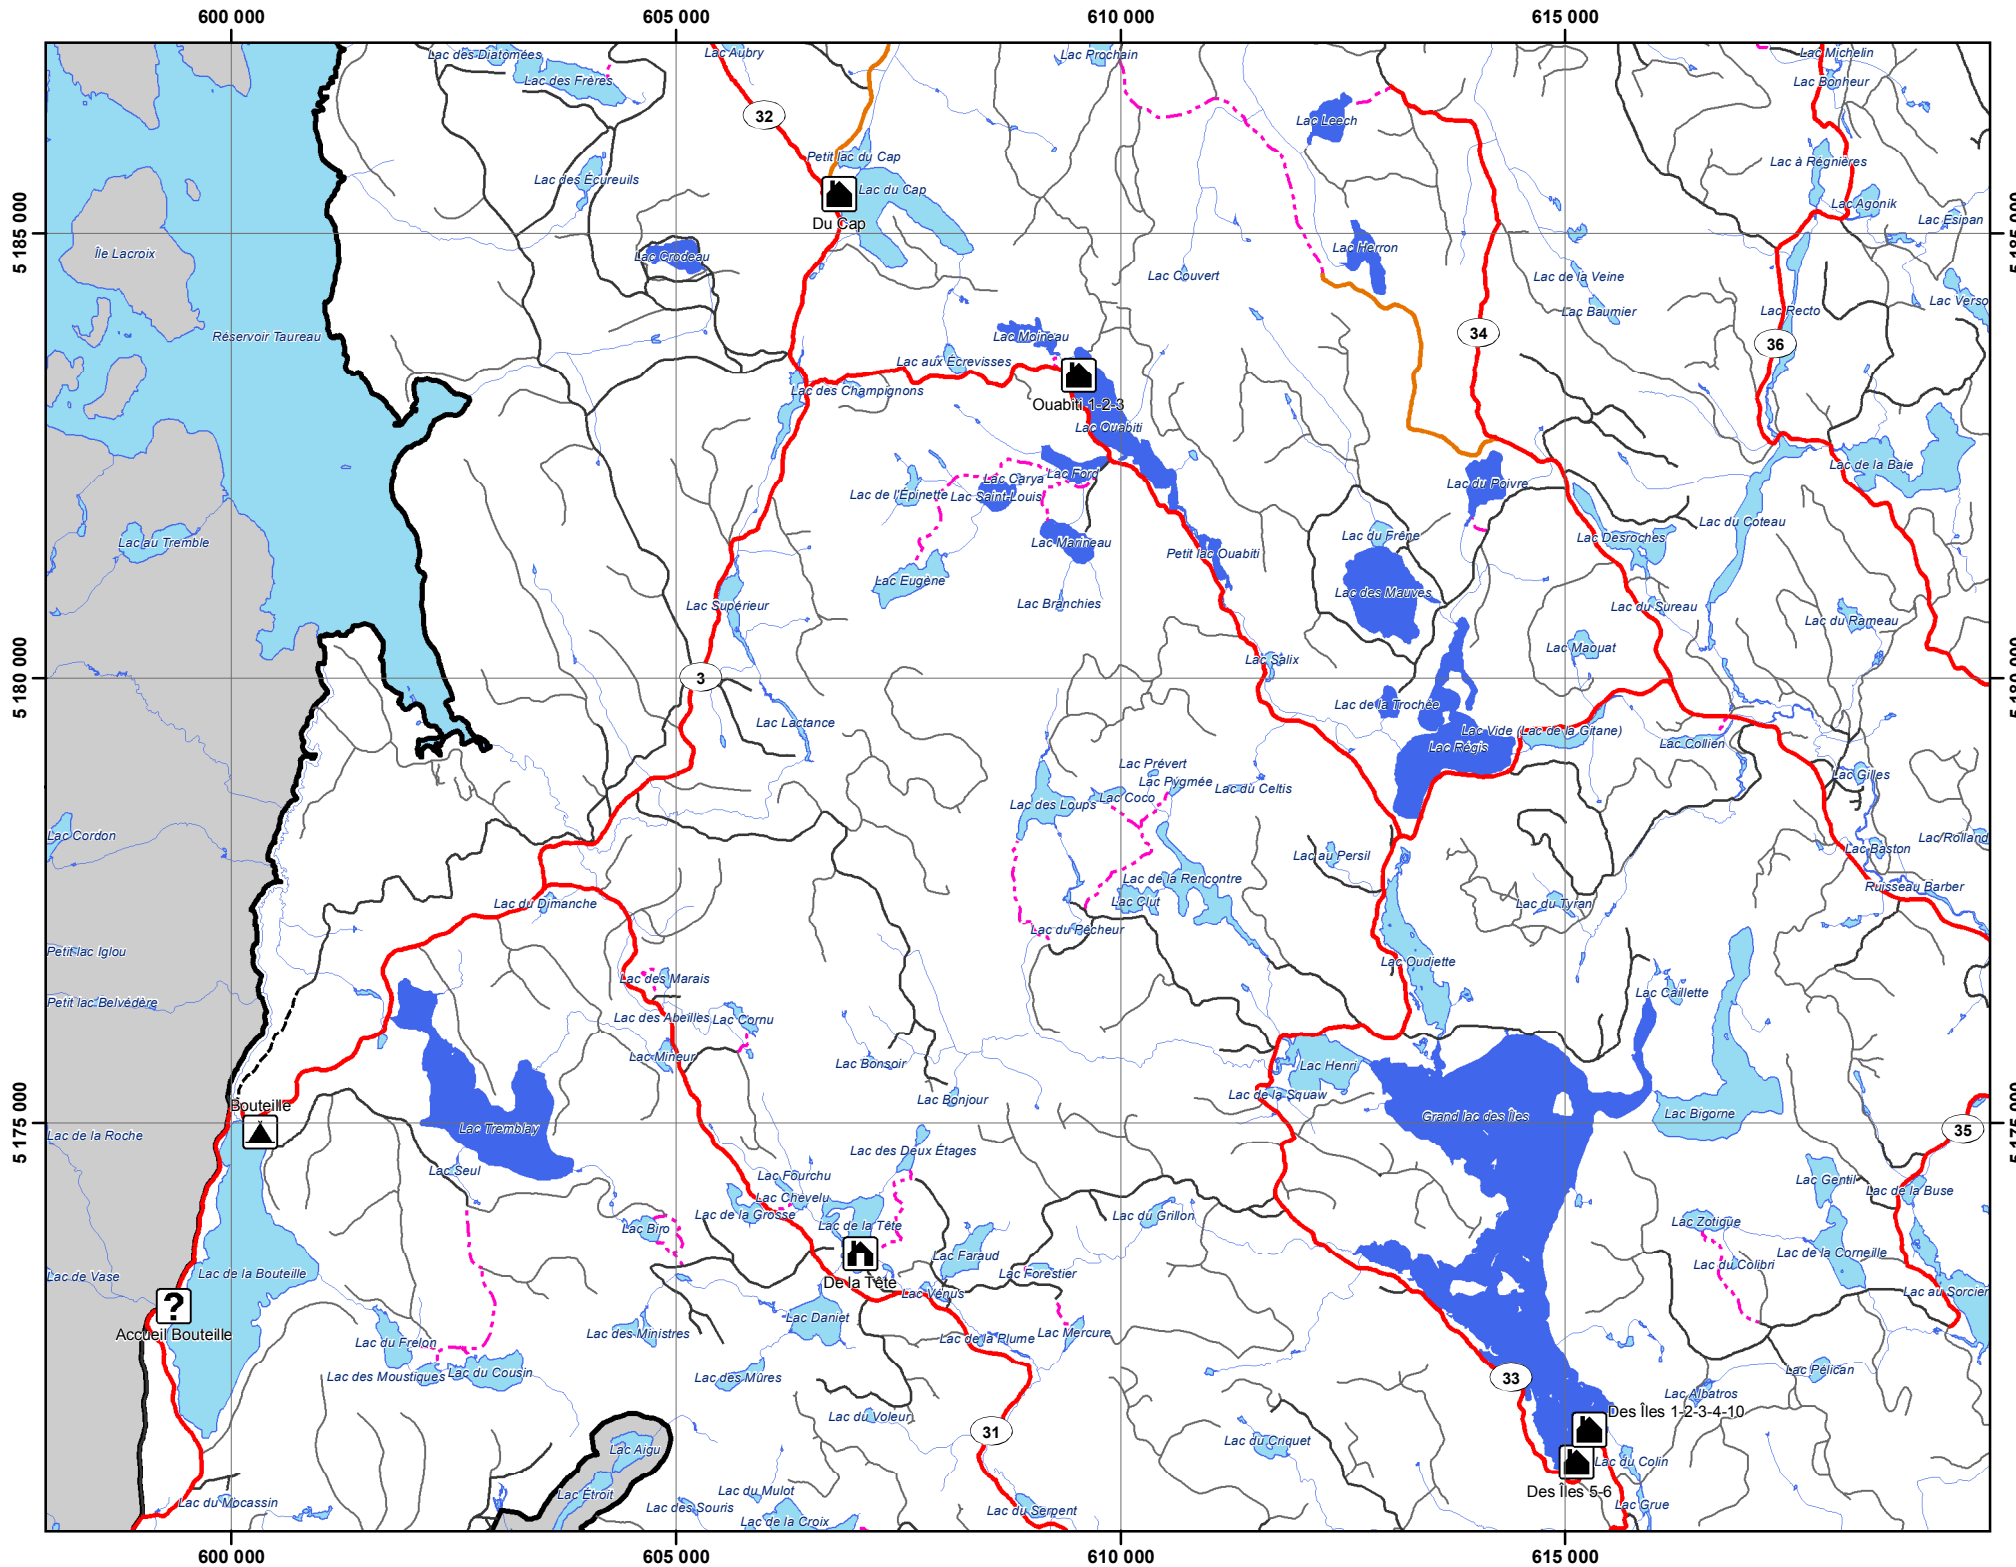 600 000 605 000 610 000 615 000
Lac des Diatomées
Lac Aubry
Lac Prochain
Lac Michelin
Lac des Frères
Lac Bonheur
32
Lac Leech
Petit lac du Cap
Lac à Régnières
Lac des Écureuils
Lac du Cap
Lac Agonik
Du Cap
Lac Esipan
5 185 000
5 185 000
Île Lacroix
Lac Crodeau
Lac Herron
Lac Couvert
Lac de la Veine
Lac Verso
Lac Baumier
Lac Recto
Réservoir Taureau
Lac Moineau
34
36
Lac aux Écrevisses
Lac des Champignons
Ouabiti 1-2-3
Lac Ouabiti
Lac de la Baie
Lac Ford
Lac Carya
Lac du Poivre
Lac de l'Épinette
Lac Saint-Louis
Lac du Coteau
Lac au Tremble
Lac Marineau
Lac du Frêne
Lac Desroches
Petit lac Ouabiti
Lac Eugène
Lac des Mauves
Lac Supérieur
Lac Branchies
Lac du Sureau
Lac du Rameau
Lac Maouat
Lac Salix
5 180 000
3
5 180 000
Lac de la Trochée
Lac Lactance
Lac Vide (Lac de la Gitane)
Lac Régis
Lac Collien
Lac Prévert
Lac Pygmée
Lac Gilles
Lac du Celtis
Lac Coco
Lac des Loups
Lac Cordon
Lac Rolland
Lac au Persil
Lac Baston
Lac de la Rencontre
Ruisseau Barber
Lac du Dimanche
Lac Clut
Lac du Tyran
Lac du Pêcheur
Petit lac Iglou
Lac Oudiette
Lac des Marais
Lac Caillette
Petit lac Belvédère
Lac des Abeilles
Lac Cornu
Lac Mineur
Lac Bonsoir
Lac Henri
Lac de la Squaw
Lac Bonjour
Bouteille
Grand lac des Îles
Lac Bigorne
5 175 000
5 175 000
Lac de la Roche
Lac Tremblay
35
Lac des Deux Étages
Lac Seul
Lac Fourchu
Lac Gentil
Lac Chevelu
Lac de la Buse
Lac de la Grosse
Lac du Grillon
Lac Biro
Lac de la Tête
Lac Zotique
Lac Faraud
Lac de la Corneille
Lac de Vase
Lac de la Bouteille
Lac Forestier
Lac du Colibri
De la Tête
Lac Vénus
Lac au Sorcier
Accueil Bouteille
Lac Daniet
Lac des Ministres
Lac de la Plume
Lac Mercure
Lac du Frelon
Lac du Cousin
Lac des Moustiques
Lac des Mûres
33
Lac Pélican
Lac Albatros
Des Îles 1-2-3-4-10
Lac du Voleur
31
Lac du Criquet
Lac Aigu
Lac du Colin
Des Îles 5-6
Lac du Mulot
Lac Étroit
Lac du Mocassin
Lac des Souris
Lac du Serpent
Lac Grue
Lac de la Croix
600 000 605 000 610 000 615 000